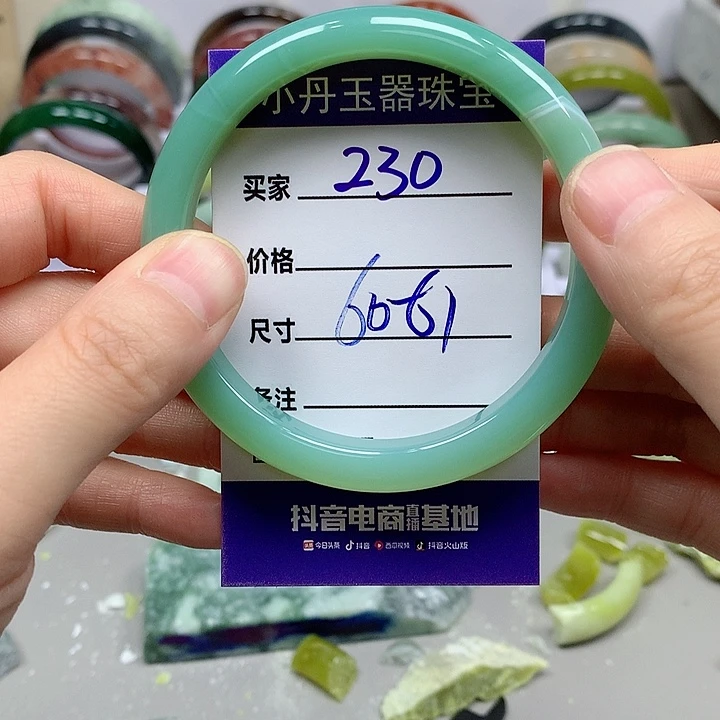 小丹玉器珠宝
买家 230
价格
尺寸 60-61
备注
抖音电商直播基地
今日头条 抖音 西瓜视频 抖音火山版